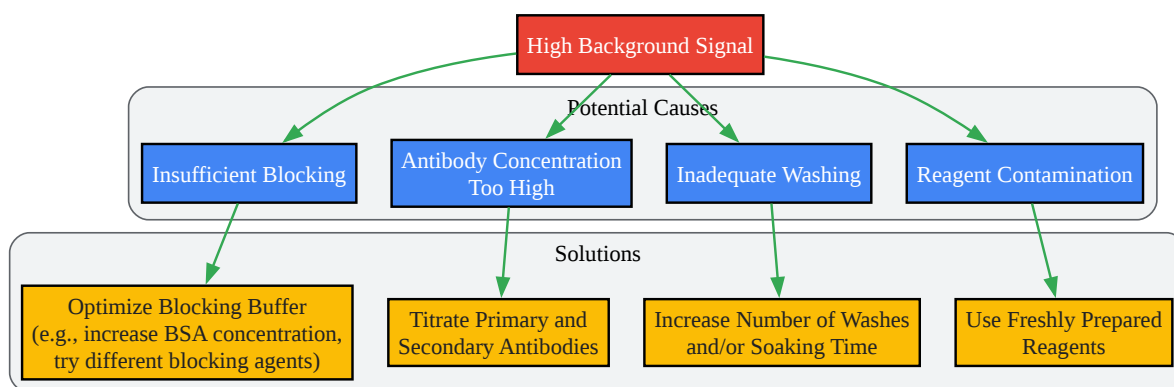 High Background Signal
Potential Causes
Insufficient Blocking
Antibody Concentration
Too High
Inadequate Washing
Reagent Contamination
Solutions
Optimize Blocking Buffer
(e.g., increase BSA concentration,
try different blocking agents)
Titrate Primary and
Secondary Antibodies
Increase Number of Washes
and/or Soaking Time
Use Freshly Prepared
Reagents